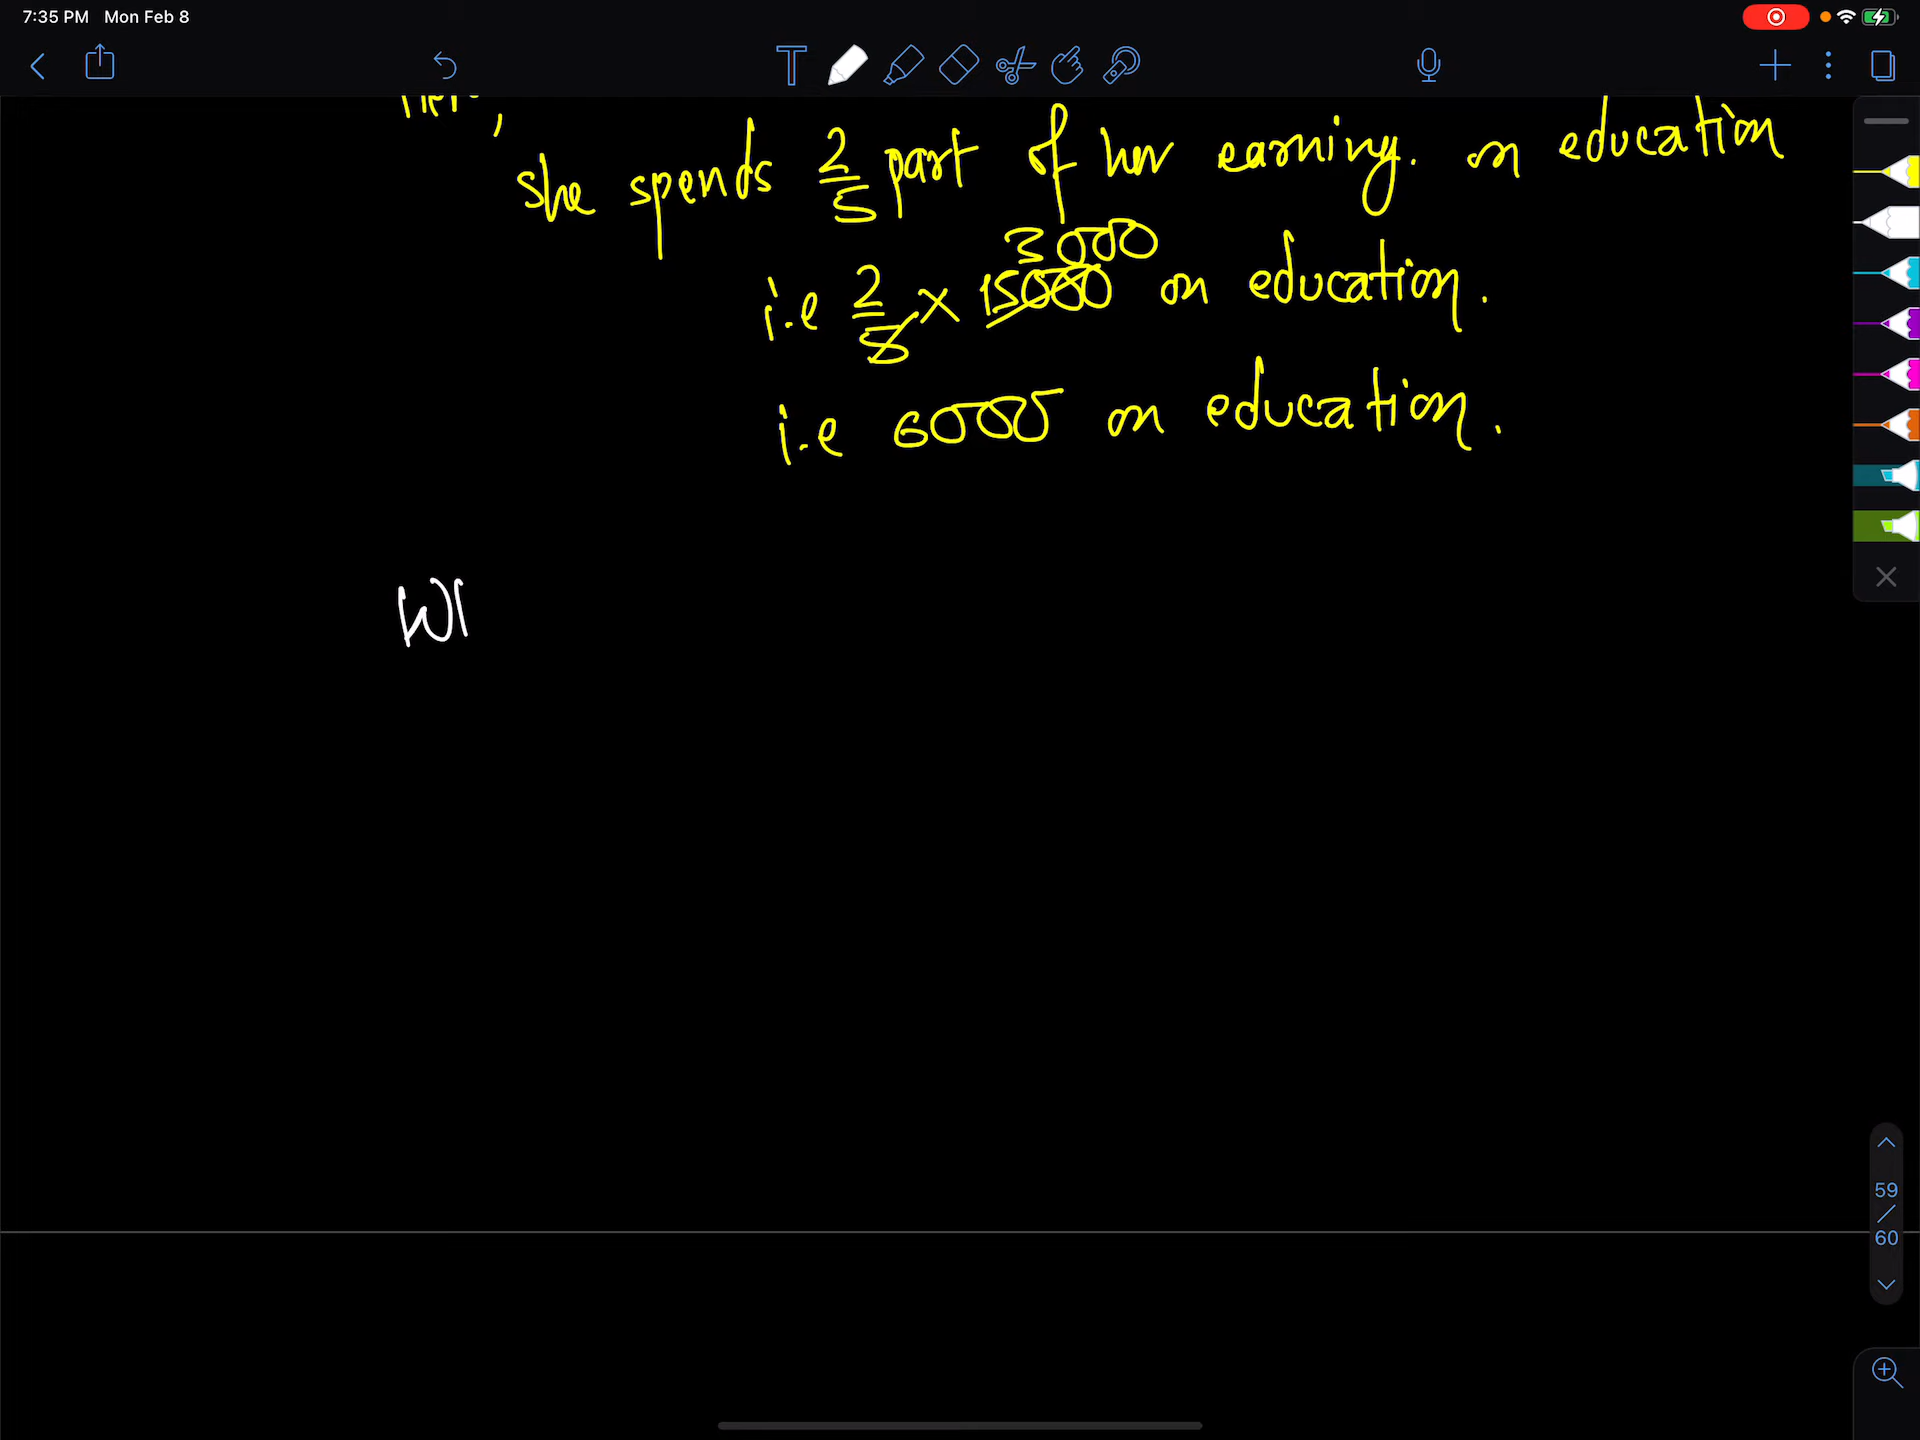 7:35 PM Mon Feb 8
she spends 2/5 part of her earning. on education
3000
i.e 2/5 × 15000 on education.
i.e 6000 on education.
59
/
60